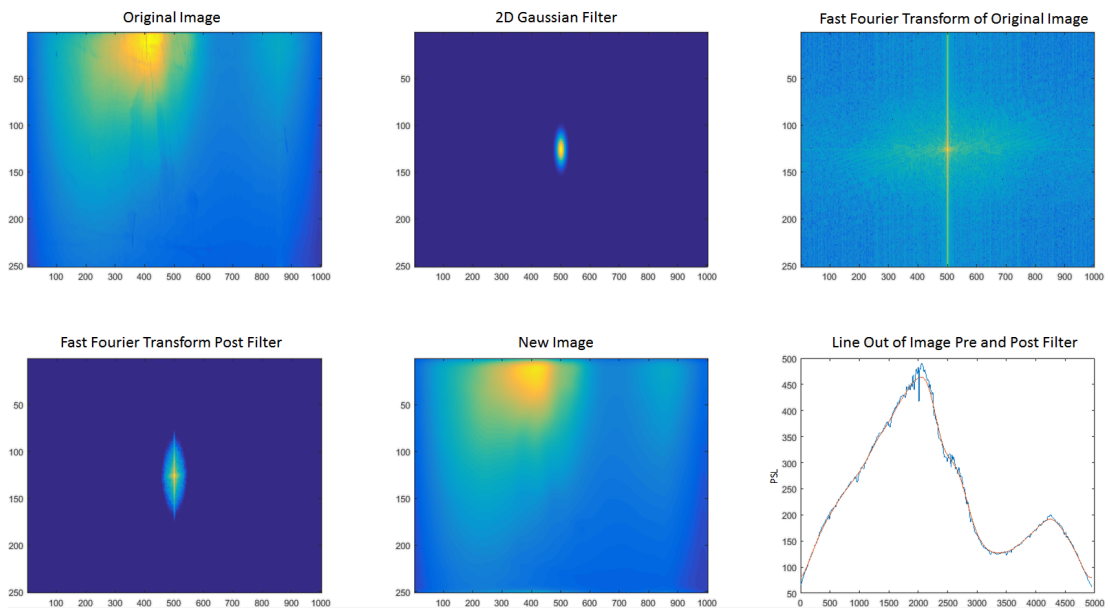 Original Image
2D Gaussian Filter
Fast Fourier Transform of Original Image
50
100
150
200
250
100 200 300 400 500 600 700 800 900 1000
50
100
150
200
250
100 200 300 400 500 600 700 800 900 1000
50
100
150
200
250
100 200 300 400 500 600 700 800 900 1000
Fast Fourier Transform Post Filter
New Image
Line Out of Image Pre and Post Filter
50
100
150
200
250
100 200 300 400 500 600 700 800 900 1000
50
100
150
200
250
100 200 300 400 500 600 700 800 900 1000
PSL
500
450
400
350
300
250
200
150
100
50
0 500 1000 1500 2000 2500 3000 3500 4000 4500 5000